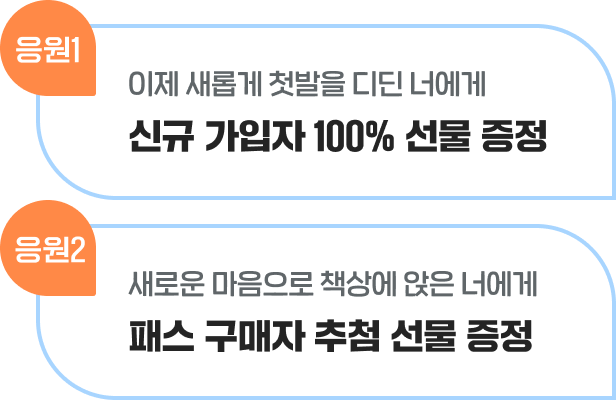 응원1
이제 새롭게 첫발을 디딘 너에게
신규 가입자 100% 선물 증정
응원2
새로운 마음으로 책상에 앉은 너에게
패스 구매자 추첨 선물 증정